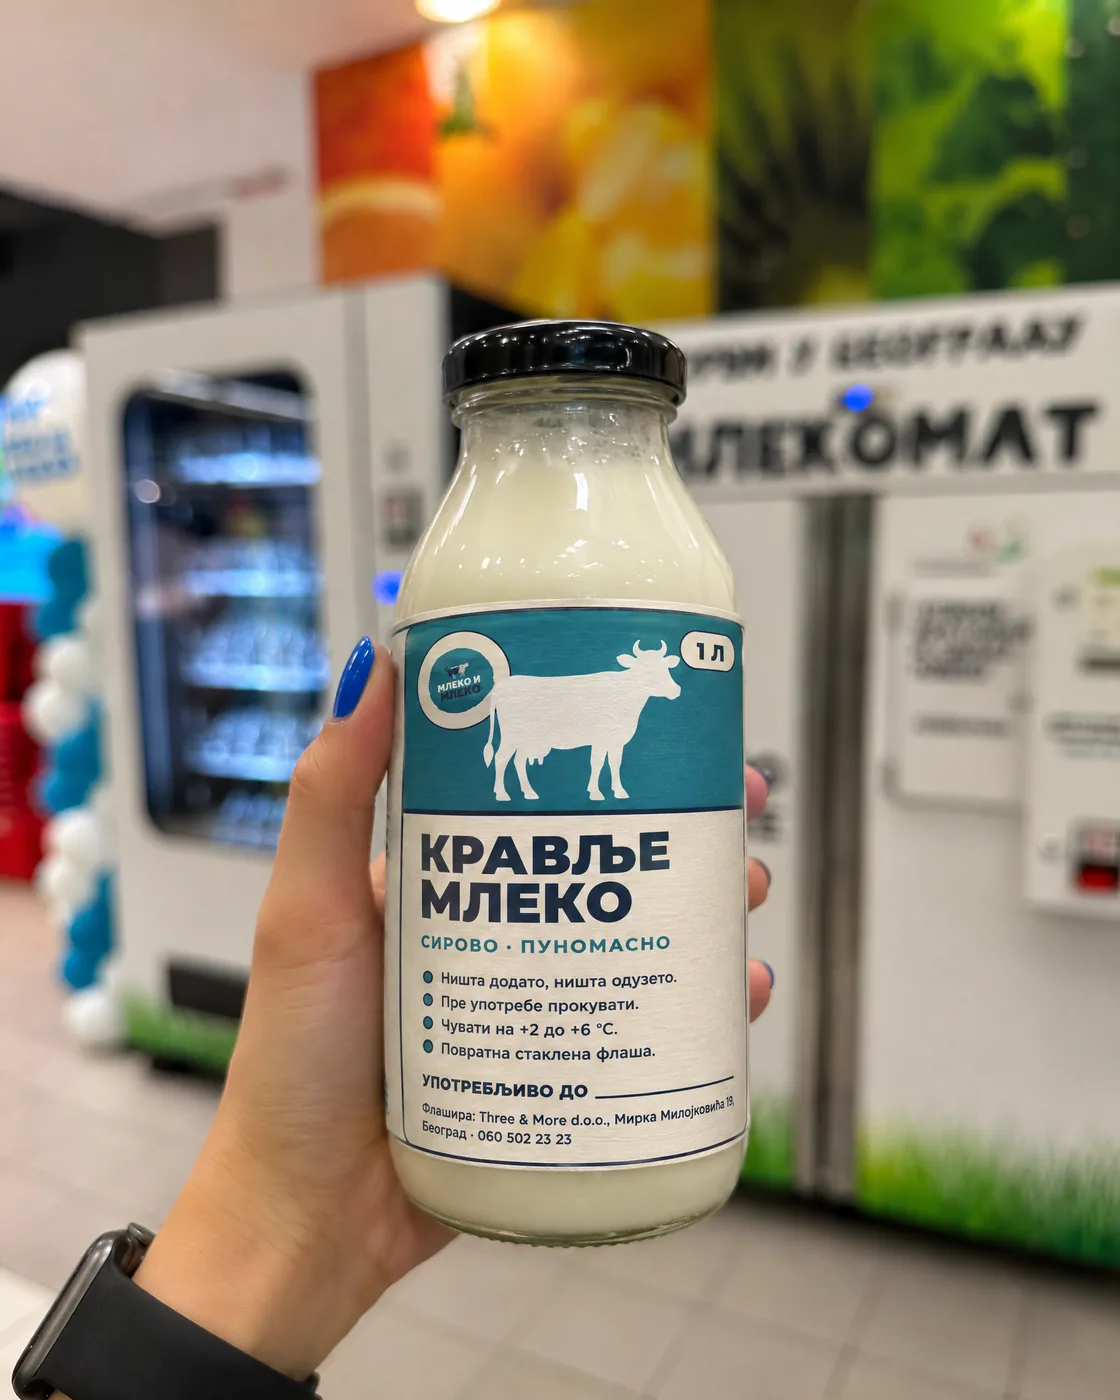 У БЕОГРАДУ
МЛЕКОМАТ
1 Л
МЛЕКО И
МЛЕКО
КРАВЉЕ
МЛЕКО
СИРОВО · ПУНОМАСНО
Ништа додато, ништа одузето.
Пре употребе прокувати.
Чувати на +2 до +6 °C.
Повратна стаклена флаша.
УПОТРЕБЉИВО ДО
Флашира: Three & More d.o.o., Мирка Милојковића 19,
Београд · 060 502 23 23